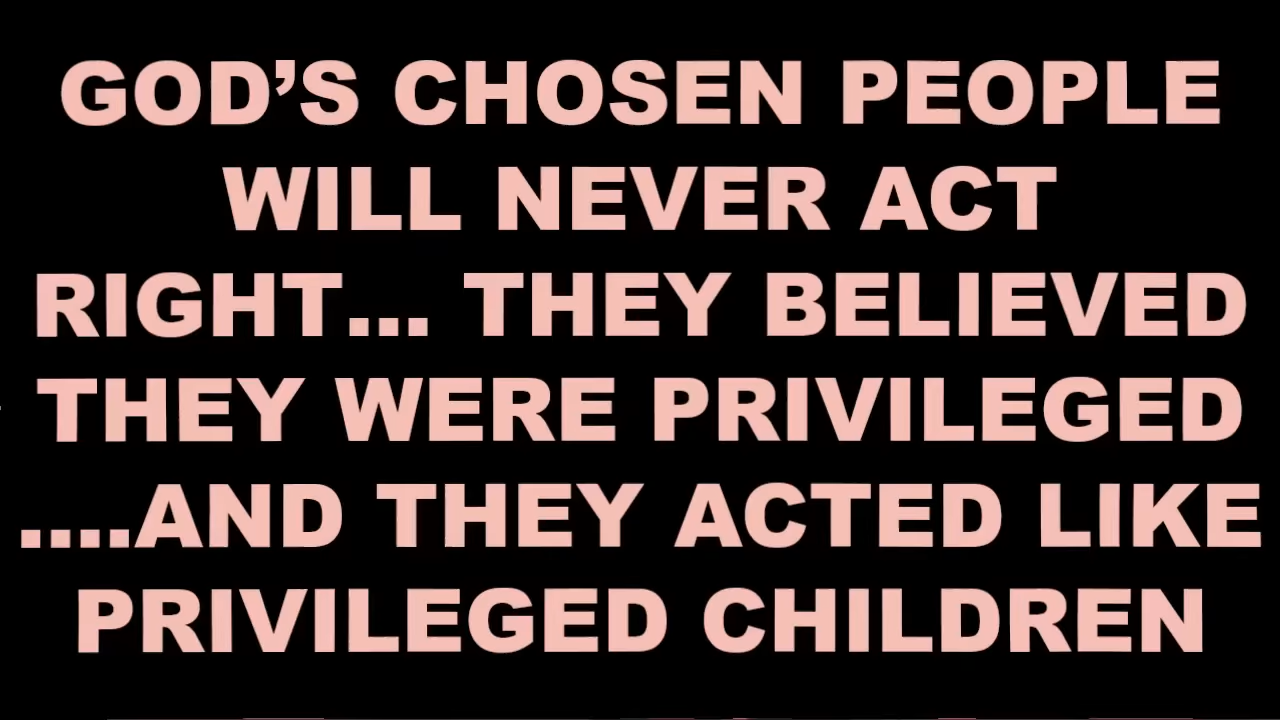 GOD’S CHOSEN PEOPLE
WILL NEVER ACT
RIGHT... THEY BELIEVED
THEY WERE PRIVILEGED
....AND THEY ACTED LIKE
PRIVILEGED CHILDREN